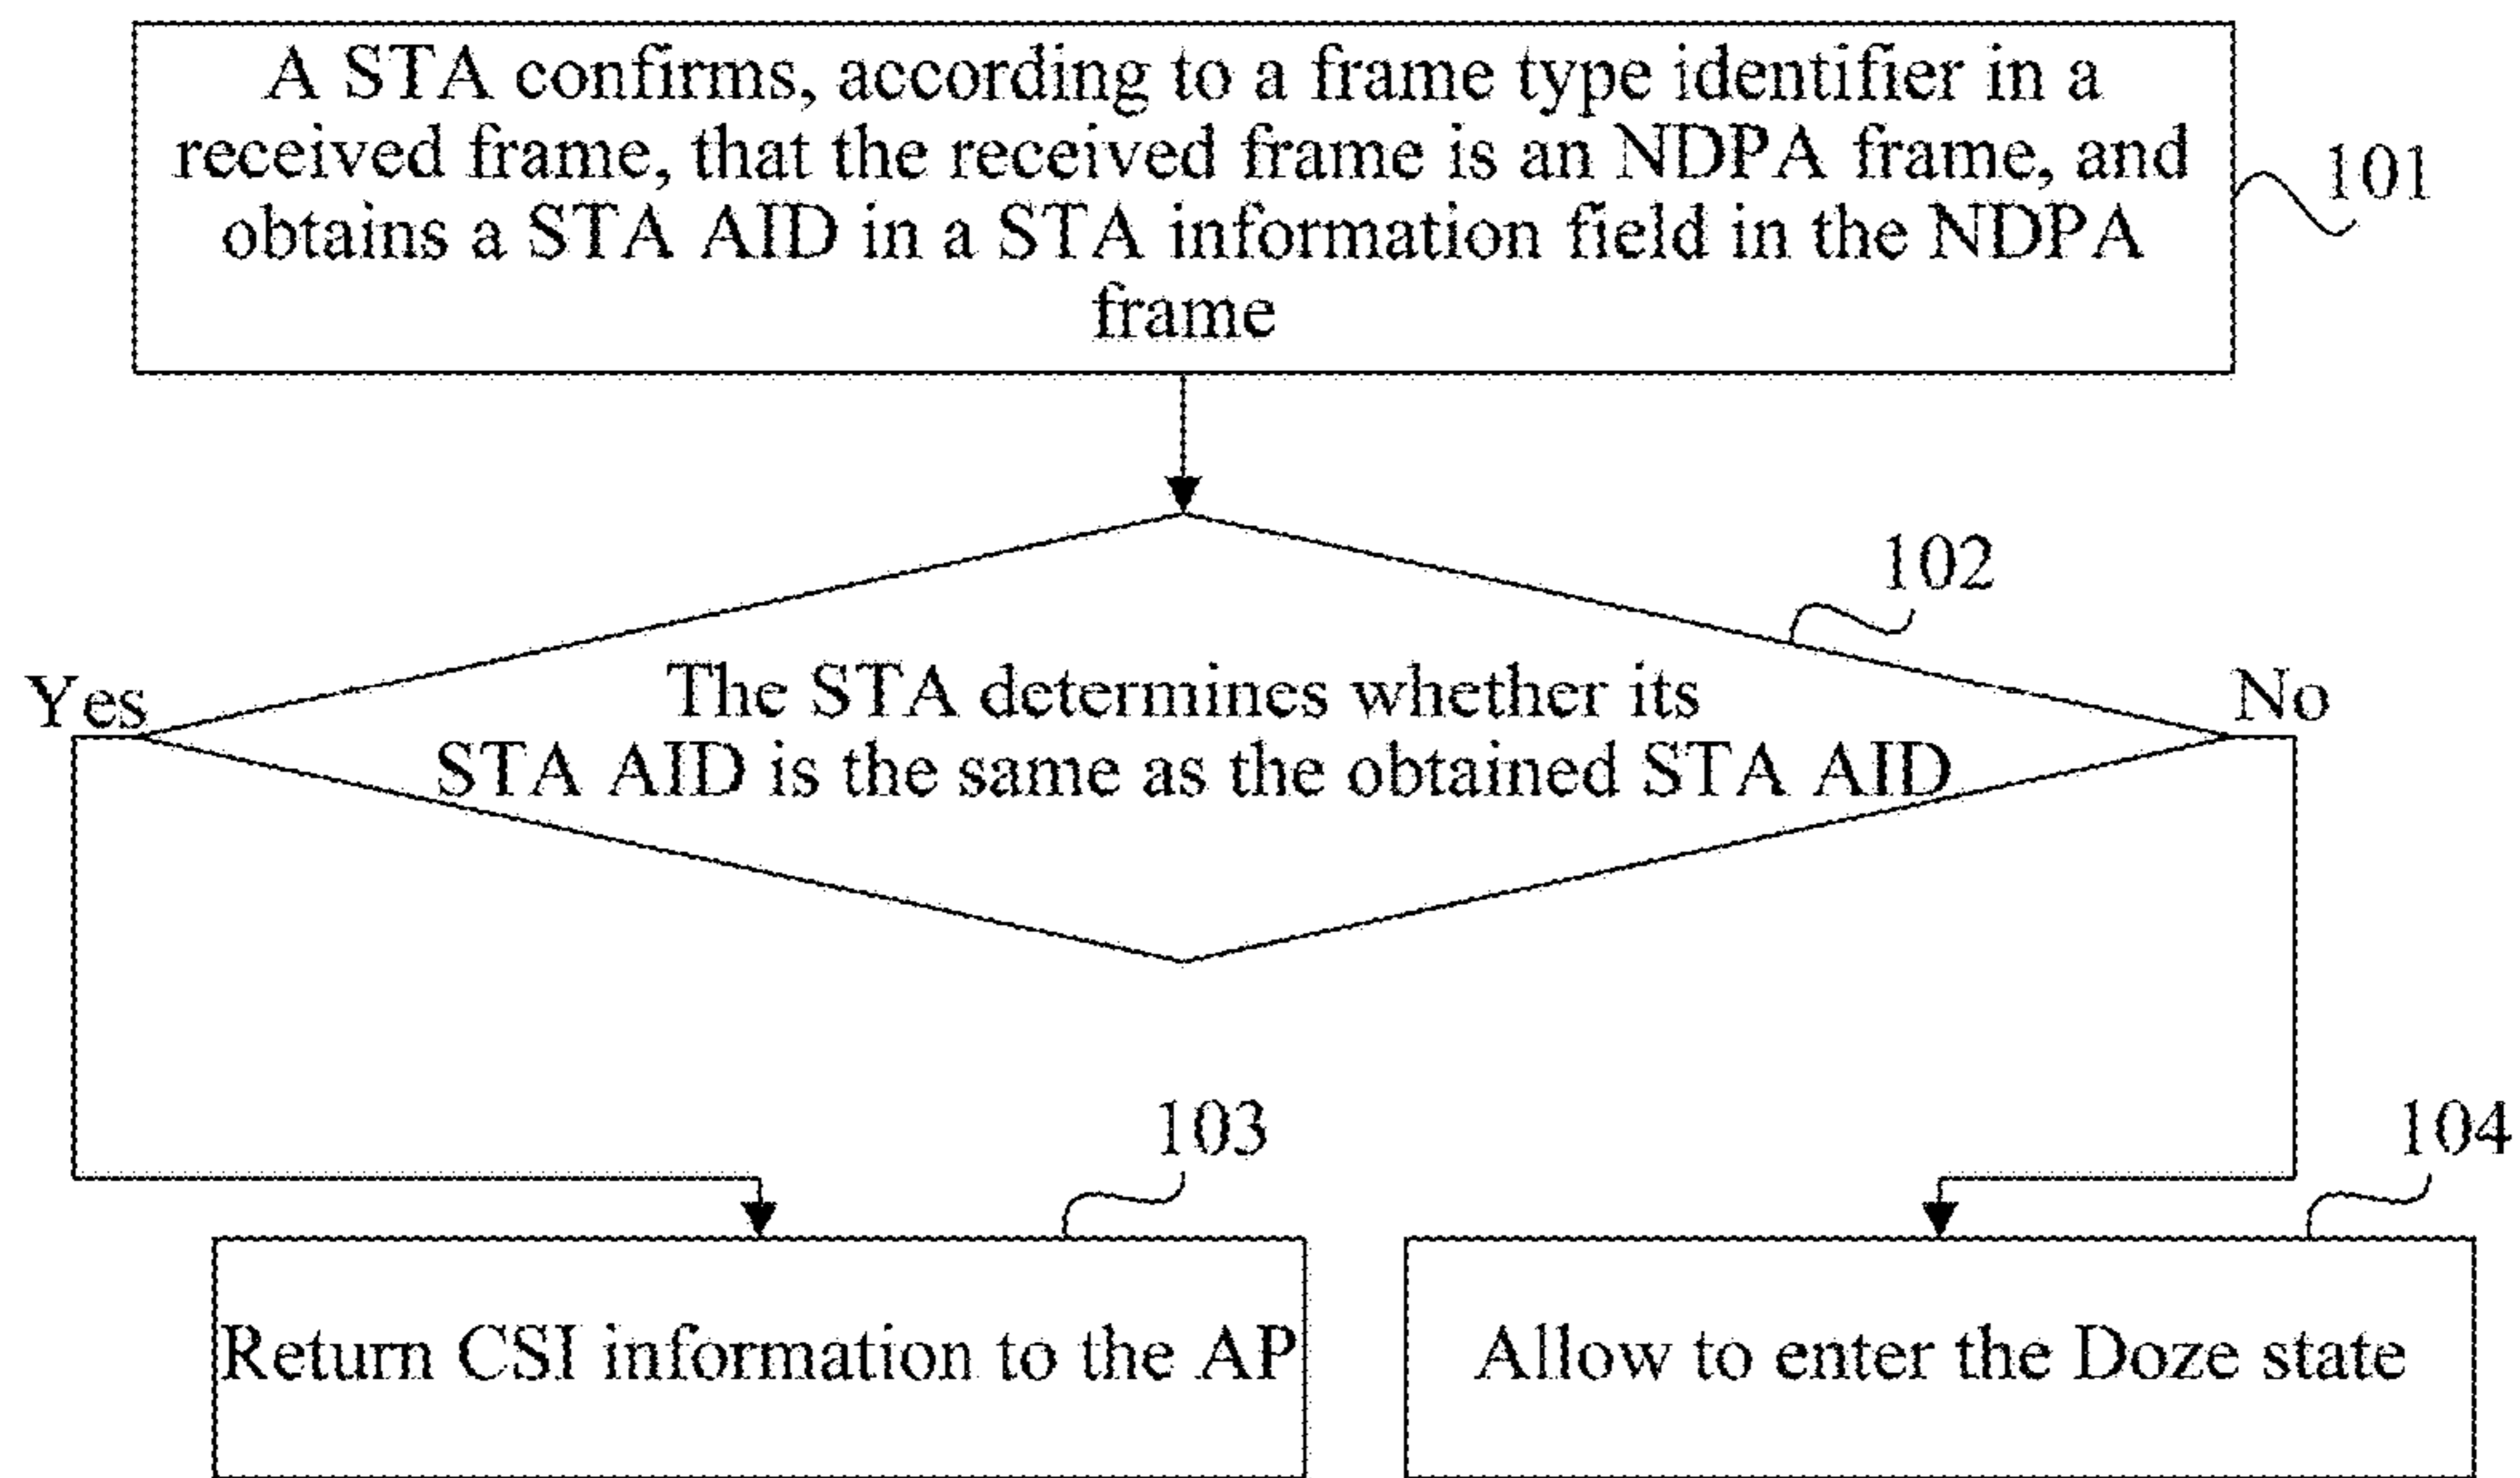 A STA confirms, according to a frame type identifier in a
received frame, that the received frame is an NDPA frame, and
obtains a STA AID in a STA information field in the NDPA
frame
101
102
The STA determines whether its
STA AID is the same as the obtained STA AID
Yes
No
103
104
Return CSI information to the AP
Allow to enter the Doze state